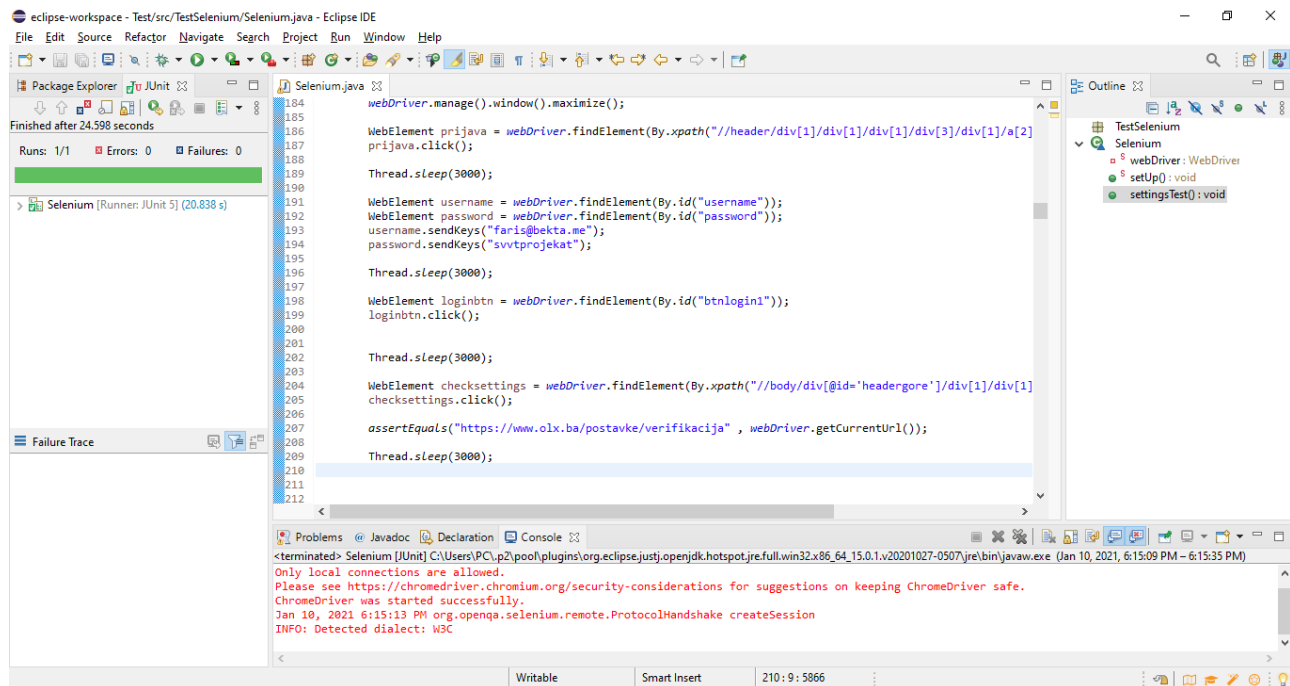 eclipse-workspace - Test/src/TestSelenium/Selenium.java - Eclipse IDE
File Edit Source Refactor Navigate Search Project Run Window Help
Package Explorer JUnit
Finished after 24.598 seconds
Runs: 1/1 Errors: 0 Failures: 0
Selenium [Runner: JUnit 5] (20.838 s)
Failure Trace
Selenium.java
184 webDriver.manage().window().maximize();
185
186 WebElement prijava = webDriver.findElement(By.xpath("//header/div[1]/div[1]/div[1]/div[3]/div[1]/a[2]
187 prijava.click();
188
189 Thread.sleep(3000);
190
191 WebElement username = webDriver.findElement(By.id("username"));
192 WebElement password = webDriver.findElement(By.id("password"));
193 username.sendKeys("faris@bekta.me");
194 password.sendKeys("svvtprojekat");
195
196 Thread.sleep(3000);
197
198 WebElement loginbtn = webDriver.findElement(By.id("btnlogin1"));
199 loginbtn.click();
200
201
202 Thread.sleep(3000);
203
204 WebElement checksettings = webDriver.findElement(By.xpath("//body/div[@id='headergore']/div[1]/div[1]
205 checksettings.click();
206
207 assertEquals("https://www.olx.ba/postavke/verifikacija" , webDriver.getCurrentUrl());
208
209 Thread.sleep(3000);
210
211
212
Outline
TestSelenium
Selenium
webDriver : WebDriver
setUp() : void
settingsTest() : void
Problems Javadoc Declaration Console
<terminated> Selenium [JUnit] C:\Users\PC\.p2\pool\plugins\org.eclipse.justj.openjdk.hotspot.jre.full.win32.x86_64_15.0.1.v20201027-0507\jre\bin\javaw.exe (Jan 10, 2021, 6:15:09 PM – 6:15:35 PM)
Only local connections are allowed.
Please see https://chromedriver.chromium.org/security-considerations for suggestions on keeping ChromeDriver safe.
ChromeDriver was started successfully.
Jan 10, 2021 6:15:13 PM org.openqa.selenium.remote.ProtocolHandshake createSession
INFO: Detected dialect: W3C
Writable Smart Insert 210 : 9 : 5866